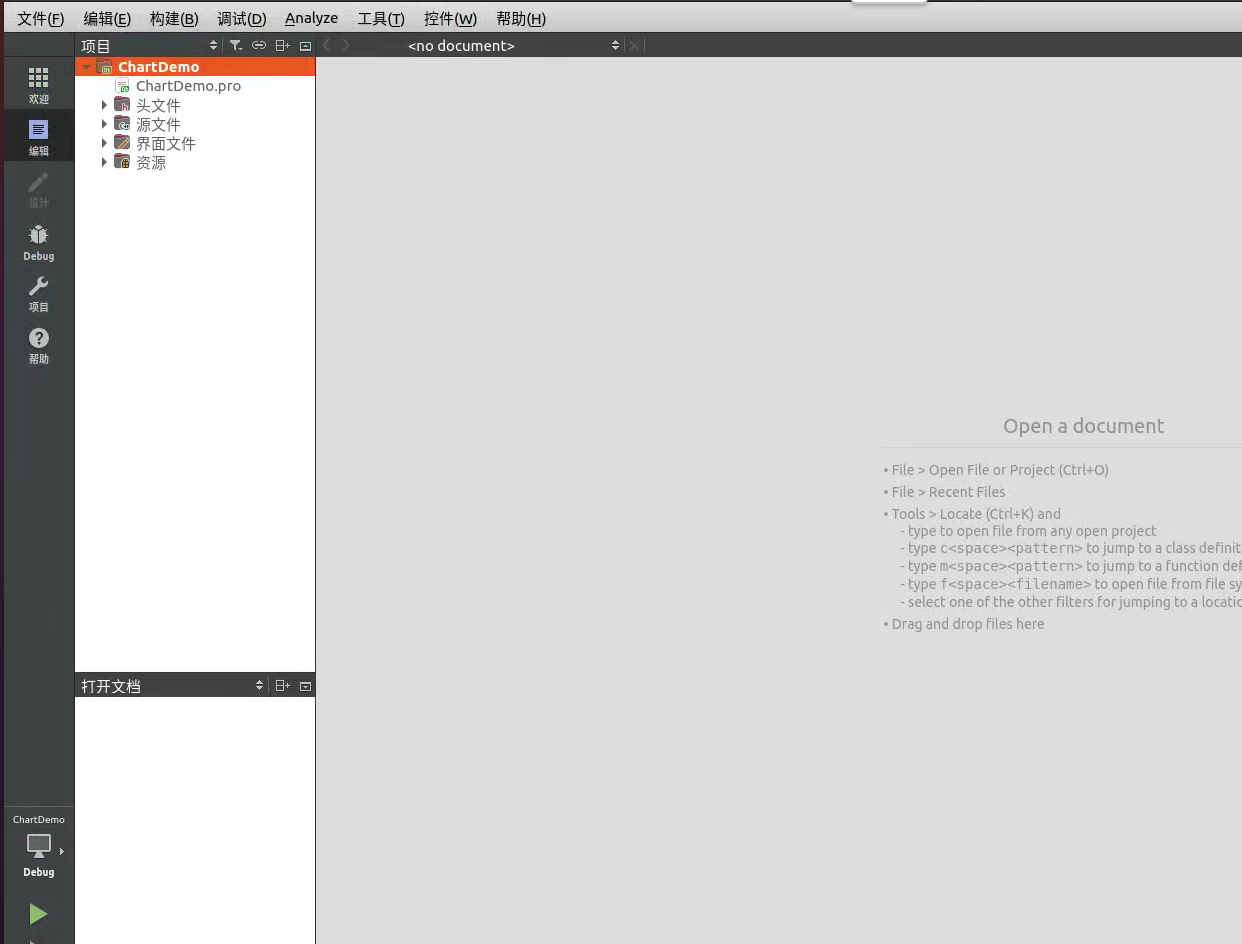 文件(F) 编辑(E) 构建(B) 调试(D) Analyze 工具(T) 控件(W) 帮助(H)
项目
<no document>
欢迎
编辑
设计
Debug
项目
帮助
ChartDemo
ChartDemo.pro
头文件
源文件
界面文件
资源
Open a document
• File > Open File or Project (Ctrl+O)
• File > Recent Files
• Tools > Locate (Ctrl+K) and
- type to open file from any open project
- type c<space><pattern> to jump to a class definit
- type m<space><pattern> to jump to a function def
- type f<space><filename> to open file from file sy
- select one of the other filters for jumping to a locatio
• Drag and drop files here
打开文档
ChartDemo
Debug